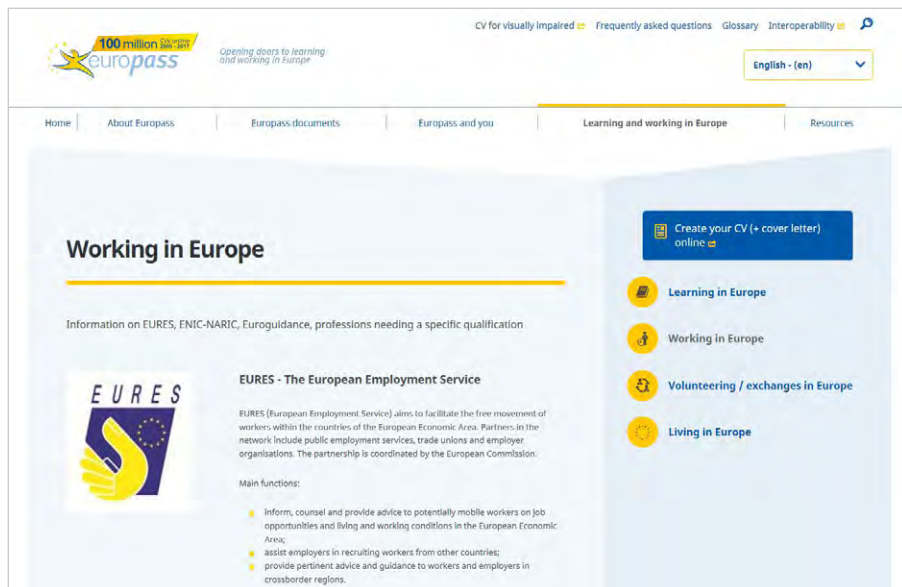 CV for visually impaired Frequently asked questions Glossary Interoperability
100 million CV online
2005 - 2017
europass
Opening doors to learning
and working in Europe
English - (en)
Home About Europass Europass documents Europass and you Learning and working in Europe Resources
Working in Europe
Information on EURES, ENIC-NARIC, Euroguidance, professions needing a specific qualification
EURES
EURES - The European Employment Service
EURES (European Employment Service) aims to facilitate the free movement of
workers within the countries of the European Economic Area. Partners in the
network include public employment services, trade unions and employer
organisations. The partnership is coordinated by the European Commission.
Main functions:
inform, counsel and provide advice to potentially mobile workers on job
opportunities and living and working conditions in the European Economic
Area;
assist employers in recruiting workers from other countries;
provide pertinent advice and guidance to workers and employers in
crossborder regions.
Create your CV (+ cover letter)
online
Learning in Europe
Working in Europe
Volunteering / exchanges in Europe
Living in Europe